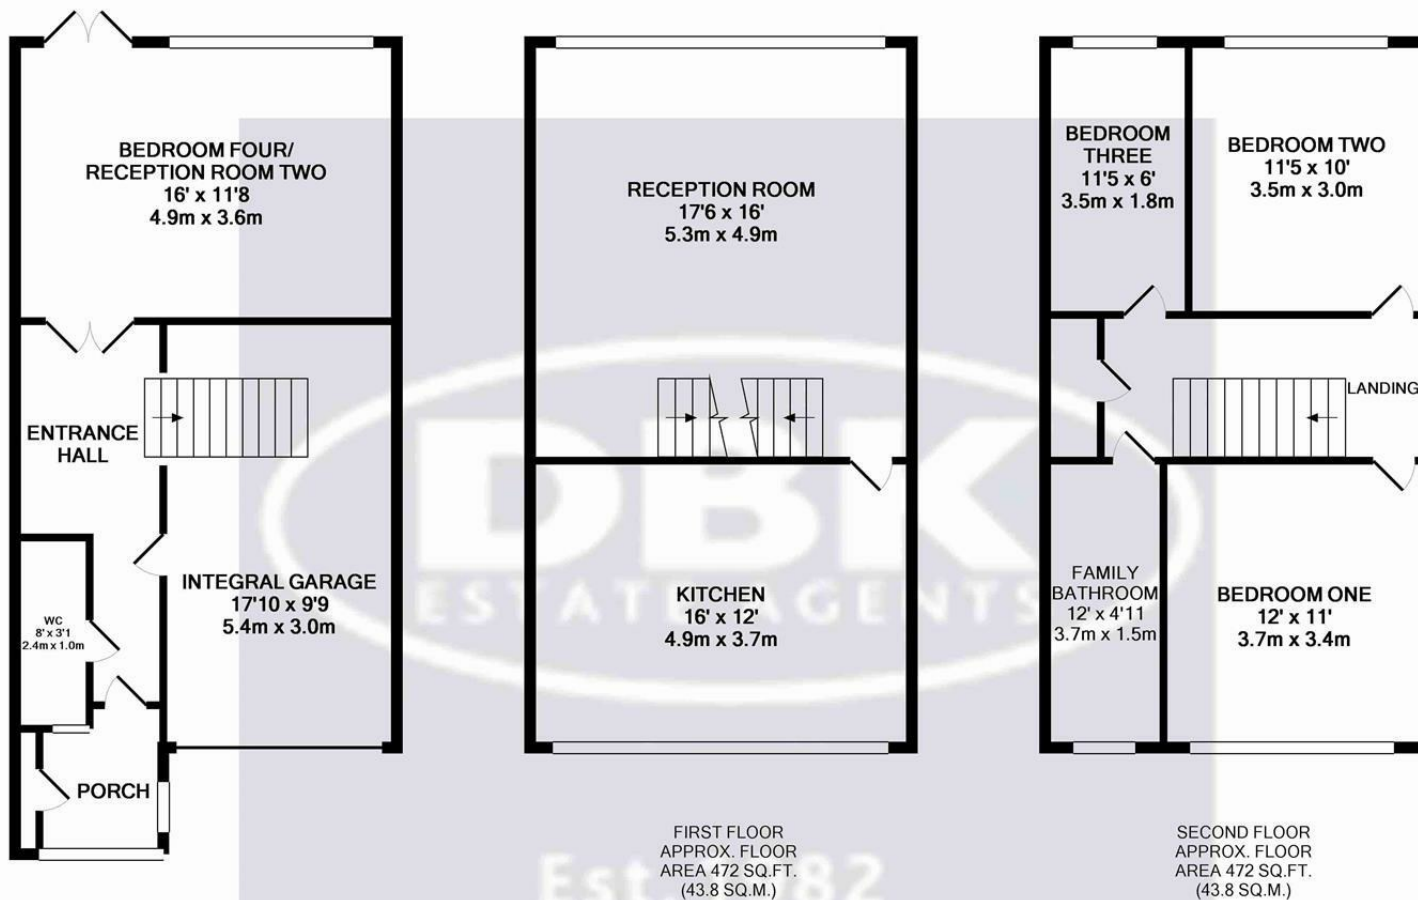 BEDROOM FOUR/
RECEPTION ROOM TWO
16' x 11'8
4.9m x 3.6m
ENTRANCE
HALL
INTEGRAL GARAGE
17'10 x 9'9
5.4m x 3.0m
WC
8' x 3'1
2.4m x 1.0m
PORCH
RECEPTION ROOM
17'6 x 16'
5.3m x 4.9m
KITCHEN
16' x 12'
4.9m x 3.7m
FIRST FLOOR
APPROX. FLOOR
AREA 472 SQ.FT.
(43.8 SQ.M.)
BEDROOM
THREE
11'5 x 6'
3.5m x 1.8m
BEDROOM TWO
11'5 x 10'
3.5m x 3.0m
LANDING
FAMILY
BATHROOM
12' x 4'11
3.7m x 1.5m
BEDROOM ONE
12' x 11'
3.7m x 3.4m
SECOND FLOOR
APPROX. FLOOR
AREA 472 SQ.FT.
(43.8 SQ.M.)
DBK
ESTATE AGENTS
Est. 1982